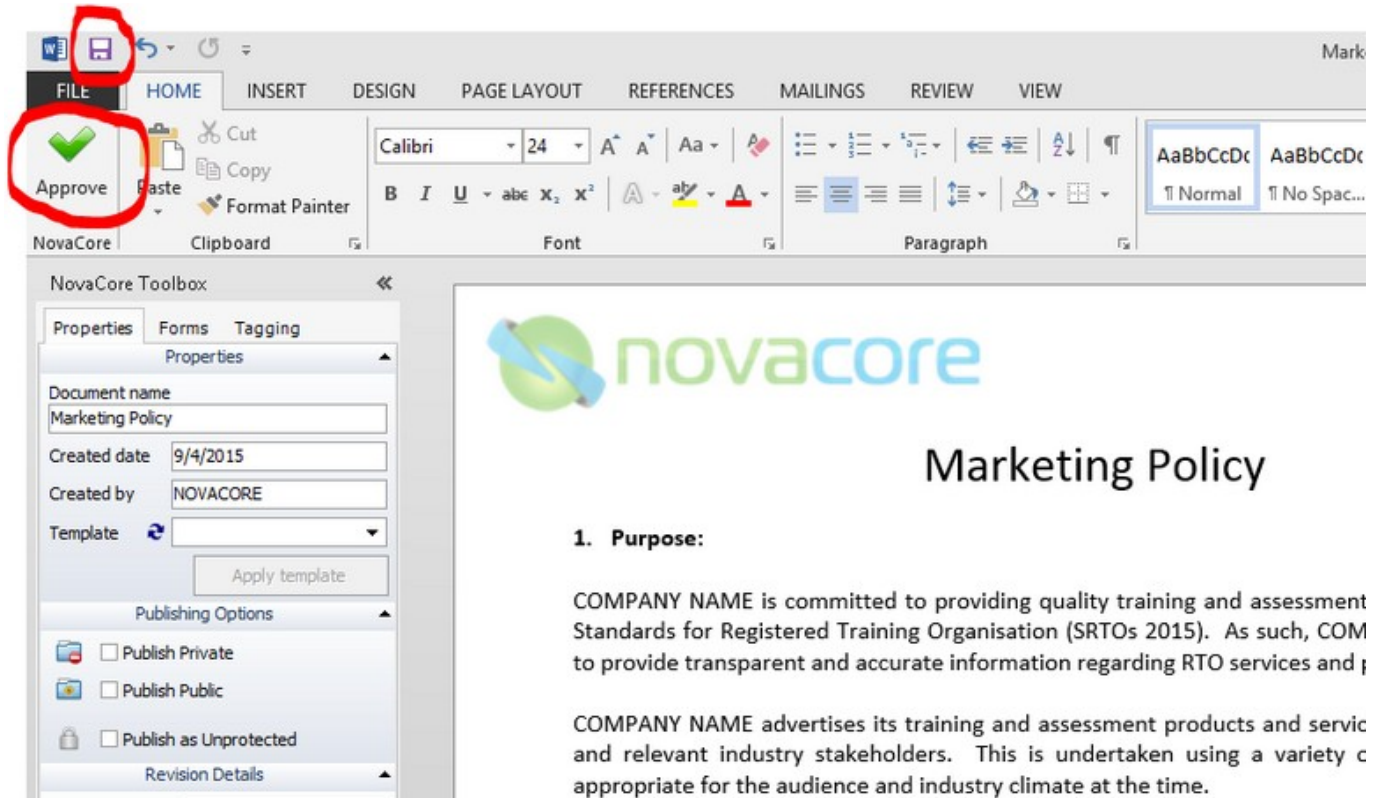 Mark
FILE HOME INSERT DESIGN PAGE LAYOUT REFERENCES MAILINGS REVIEW VIEW
Approve
NovaCore
Paste
Cut
Copy
Format Painter
Clipboard
Calibri 24
Font
Paragraph
AaBbCcDc AaBbCcDc
¶ Normal ¶ No Spac...
NovaCore Toolbox
Properties Forms Tagging
Properties
Document name
Marketing Policy
Created date 9/4/2015
Created by NOVACORE
Template
Apply template
Publishing Options
Publish Private
Publish Public
Publish as Unprotected
Revision Details
novacore
Marketing Policy
1. Purpose:
COMPANY NAME is committed to providing quality training and assessment
Standards for Registered Training Organisation (SRTOs 2015). As such, COM
to provide transparent and accurate information regarding RTO services and
COMPANY NAME advertises its training and assessment products and servic
and relevant industry stakeholders. This is undertaken using a variety
appropriate for the audience and industry climate at the time.